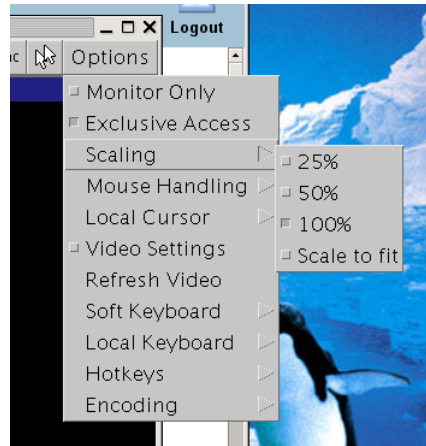 Logout
Options
Monitor Only
Exclusive Access
Scaling
25%
50%
100%
Scale to fit
Mouse Handling
Local Cursor
Video Settings
Refresh Video
Soft Keyboard
Local Keyboard
Hotkeys
Encoding